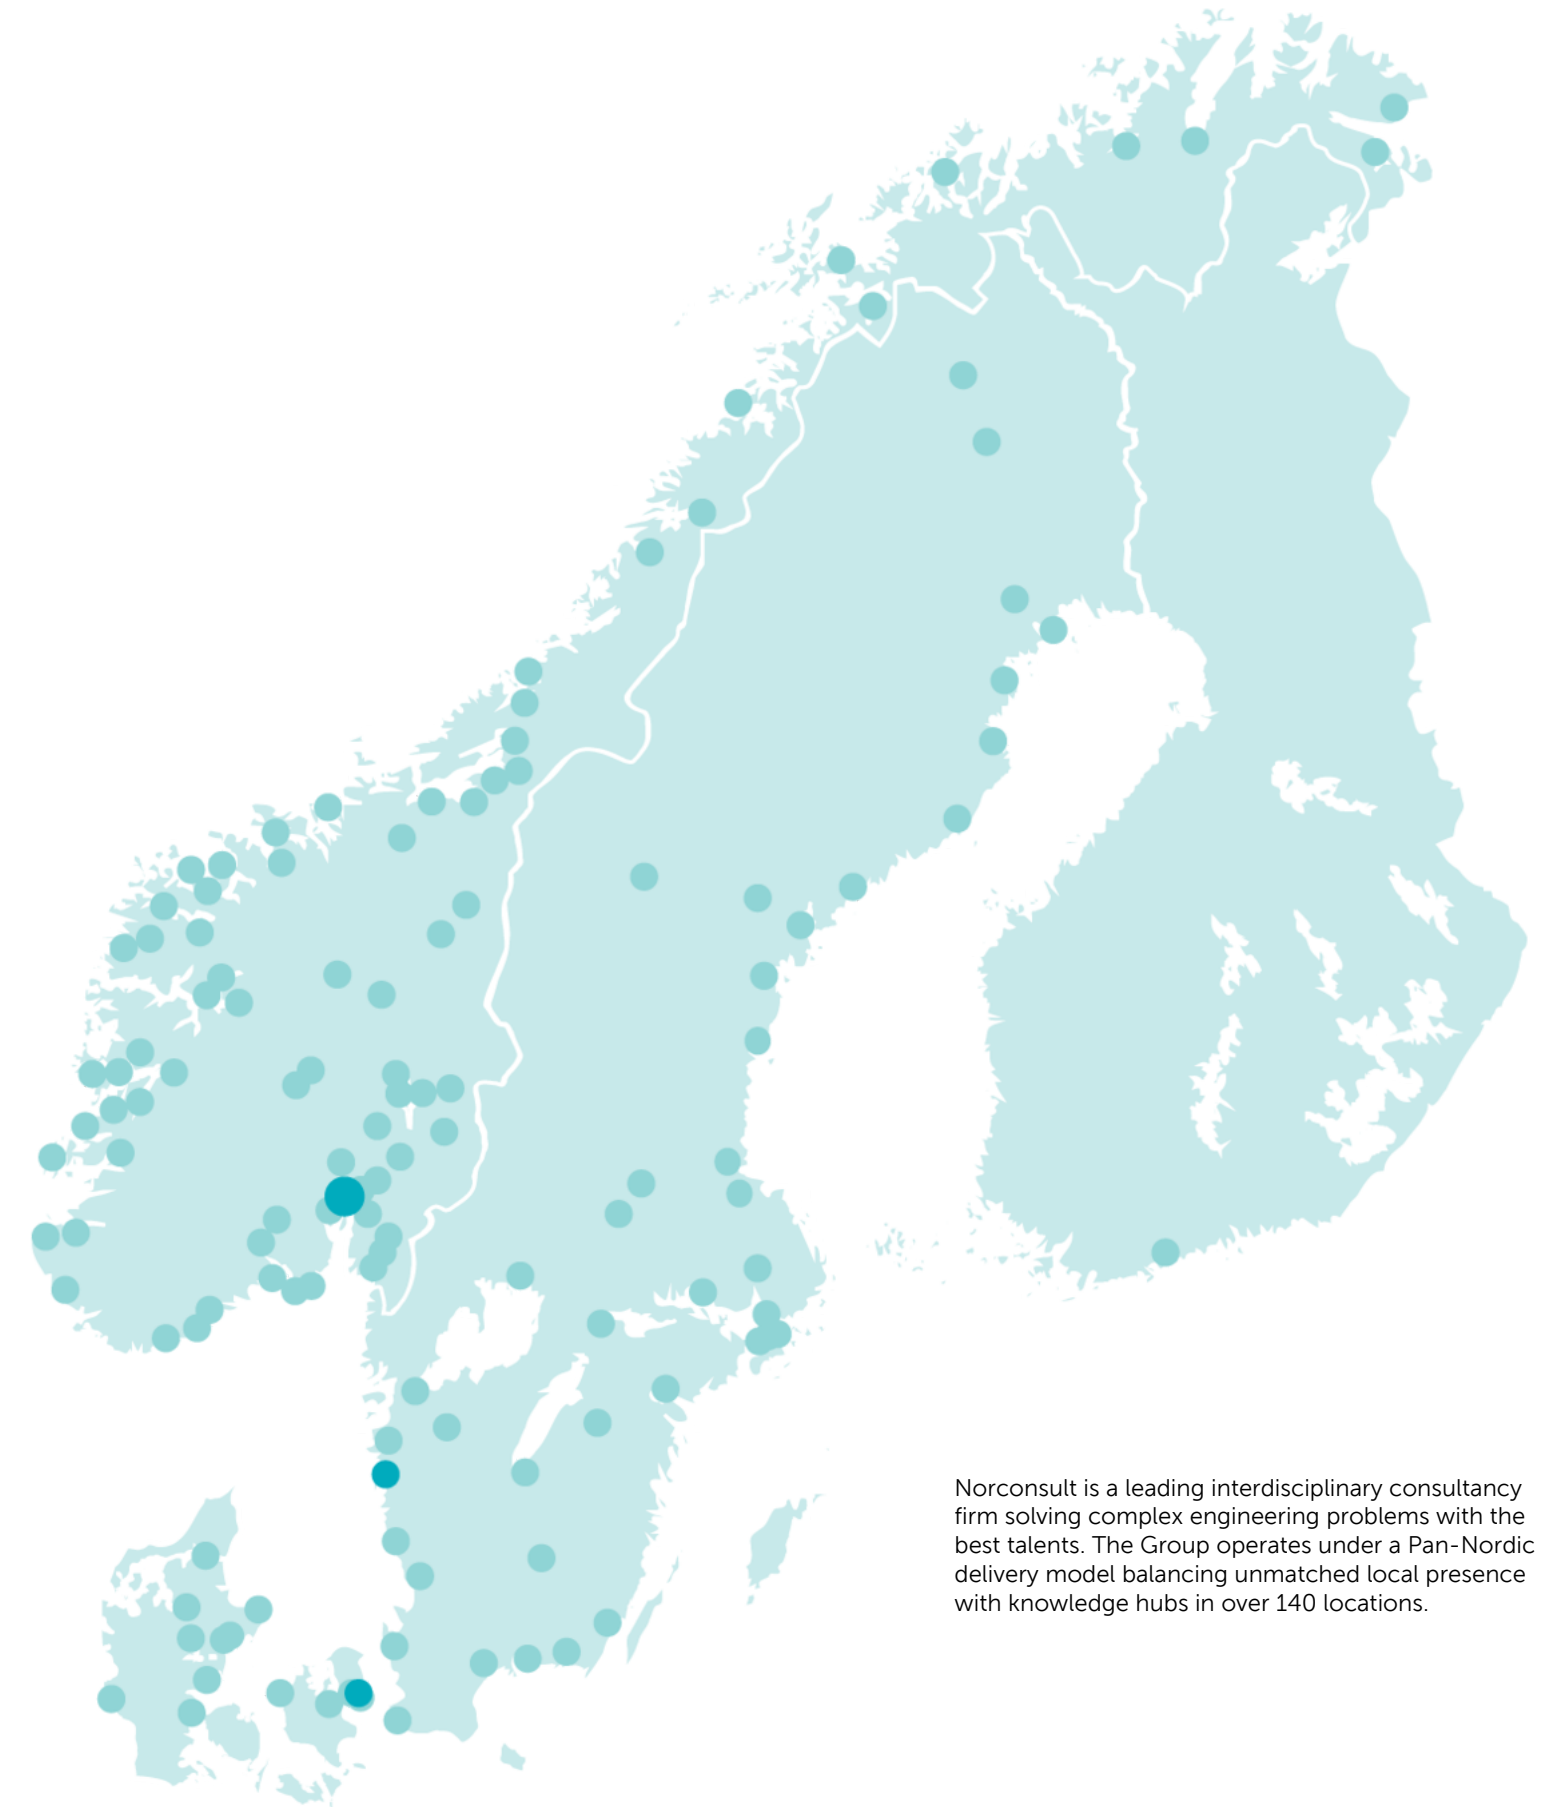 Norconsult is a leading interdisciplinary consultancy
firm solving complex engineering problems with the
best talents. The Group operates under a Pan-Nordic
delivery model balancing unmatched local presence
with knowledge hubs in over 140 locations.